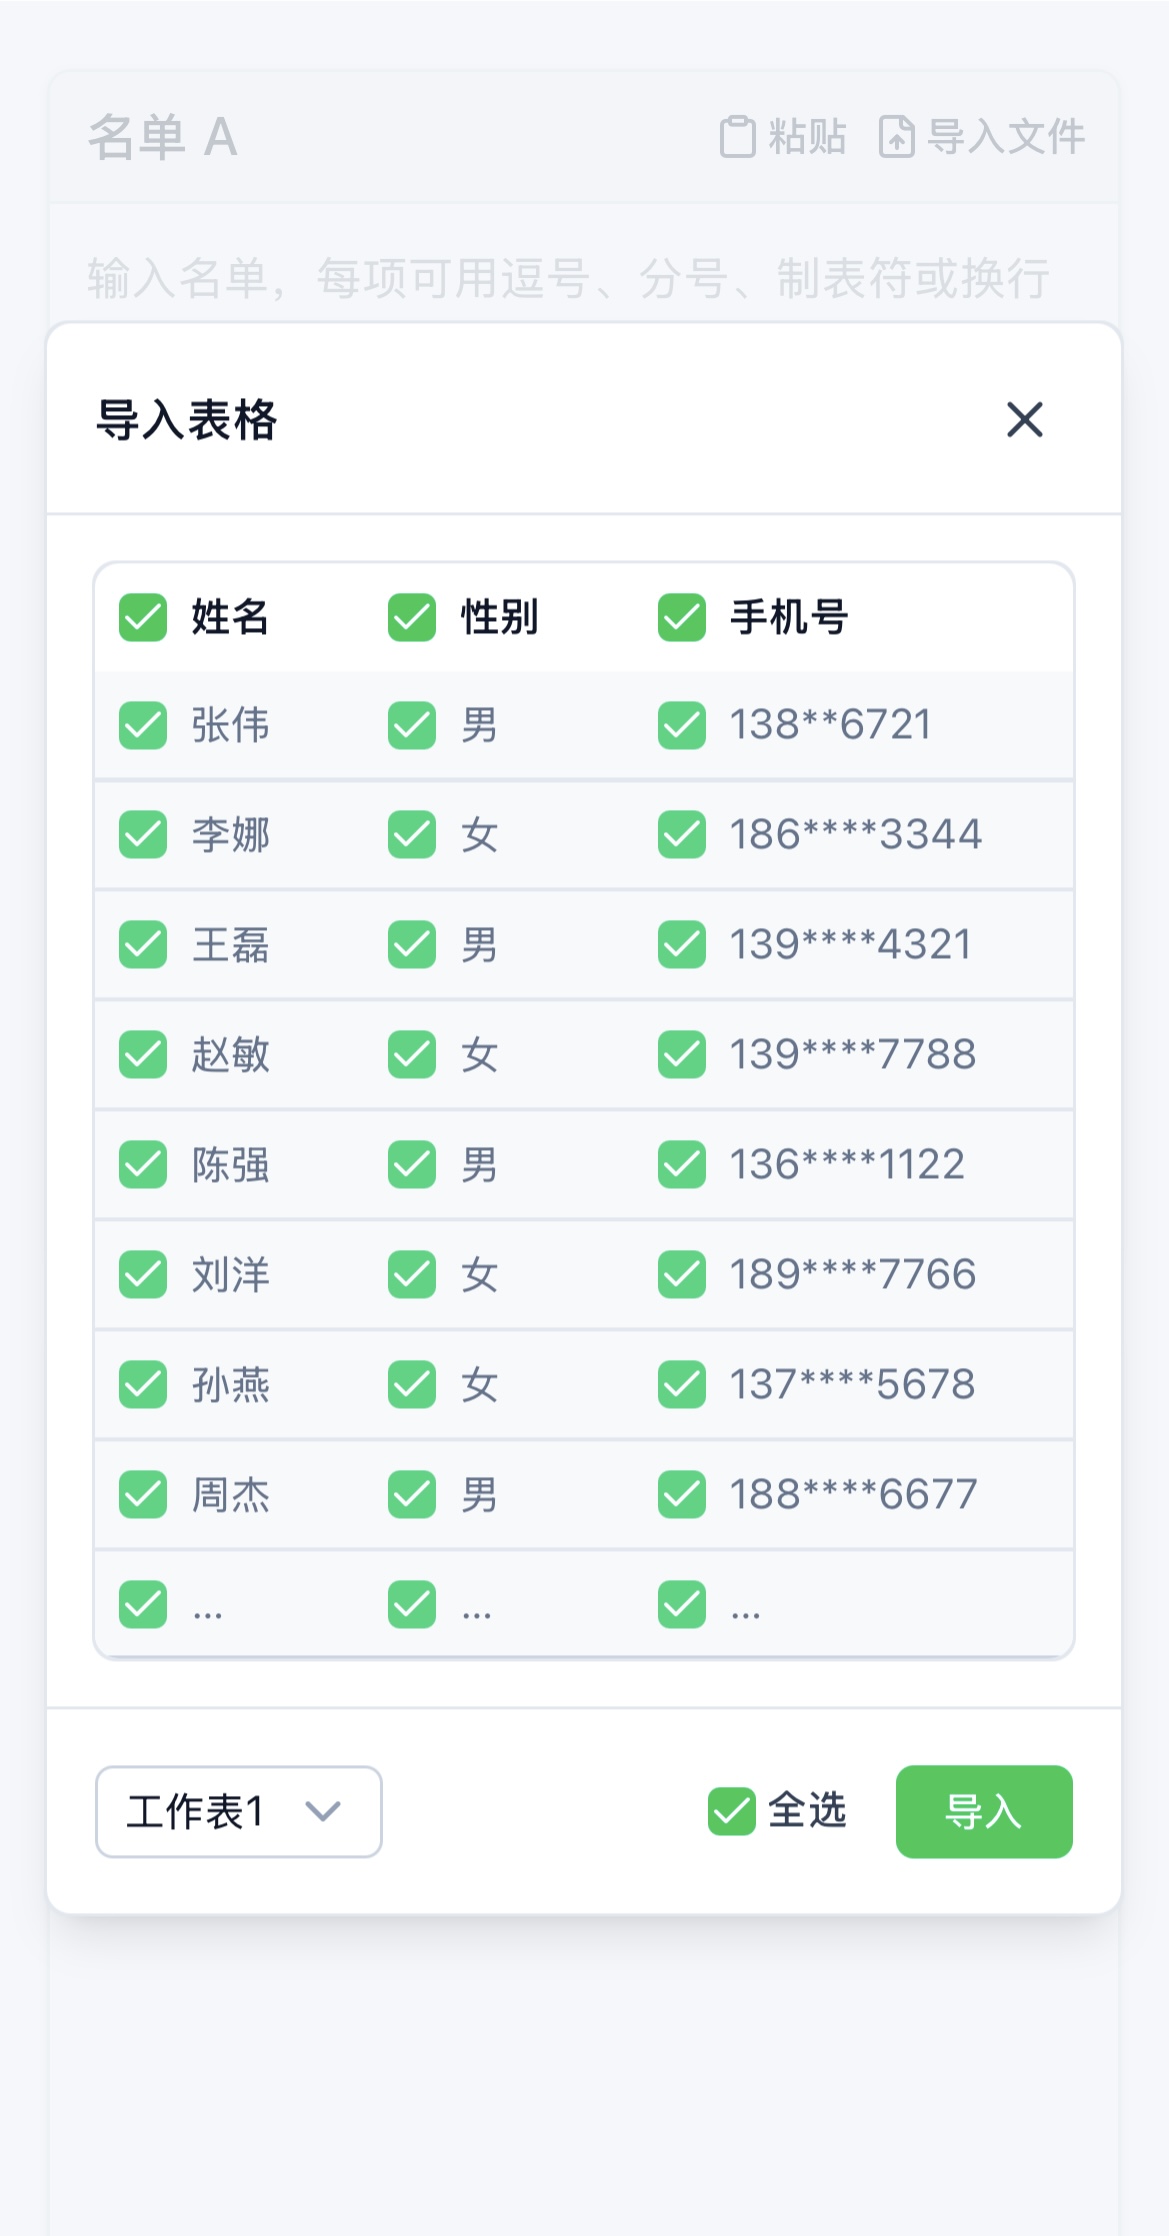 名单 A 粘贴 导入文件
输入名单，每项可用逗号、分号、制表符或换行
导入表格
姓名 性别 手机号
张伟 男 138**6721
李娜 女 186****3344
王磊 男 139****4321
赵敏 女 139****7788
陈强 男 136****1122
刘洋 女 189****7766
孙燕 女 137****5678
周杰 男 188****6677
... ... ...
工作表1 全选 导入